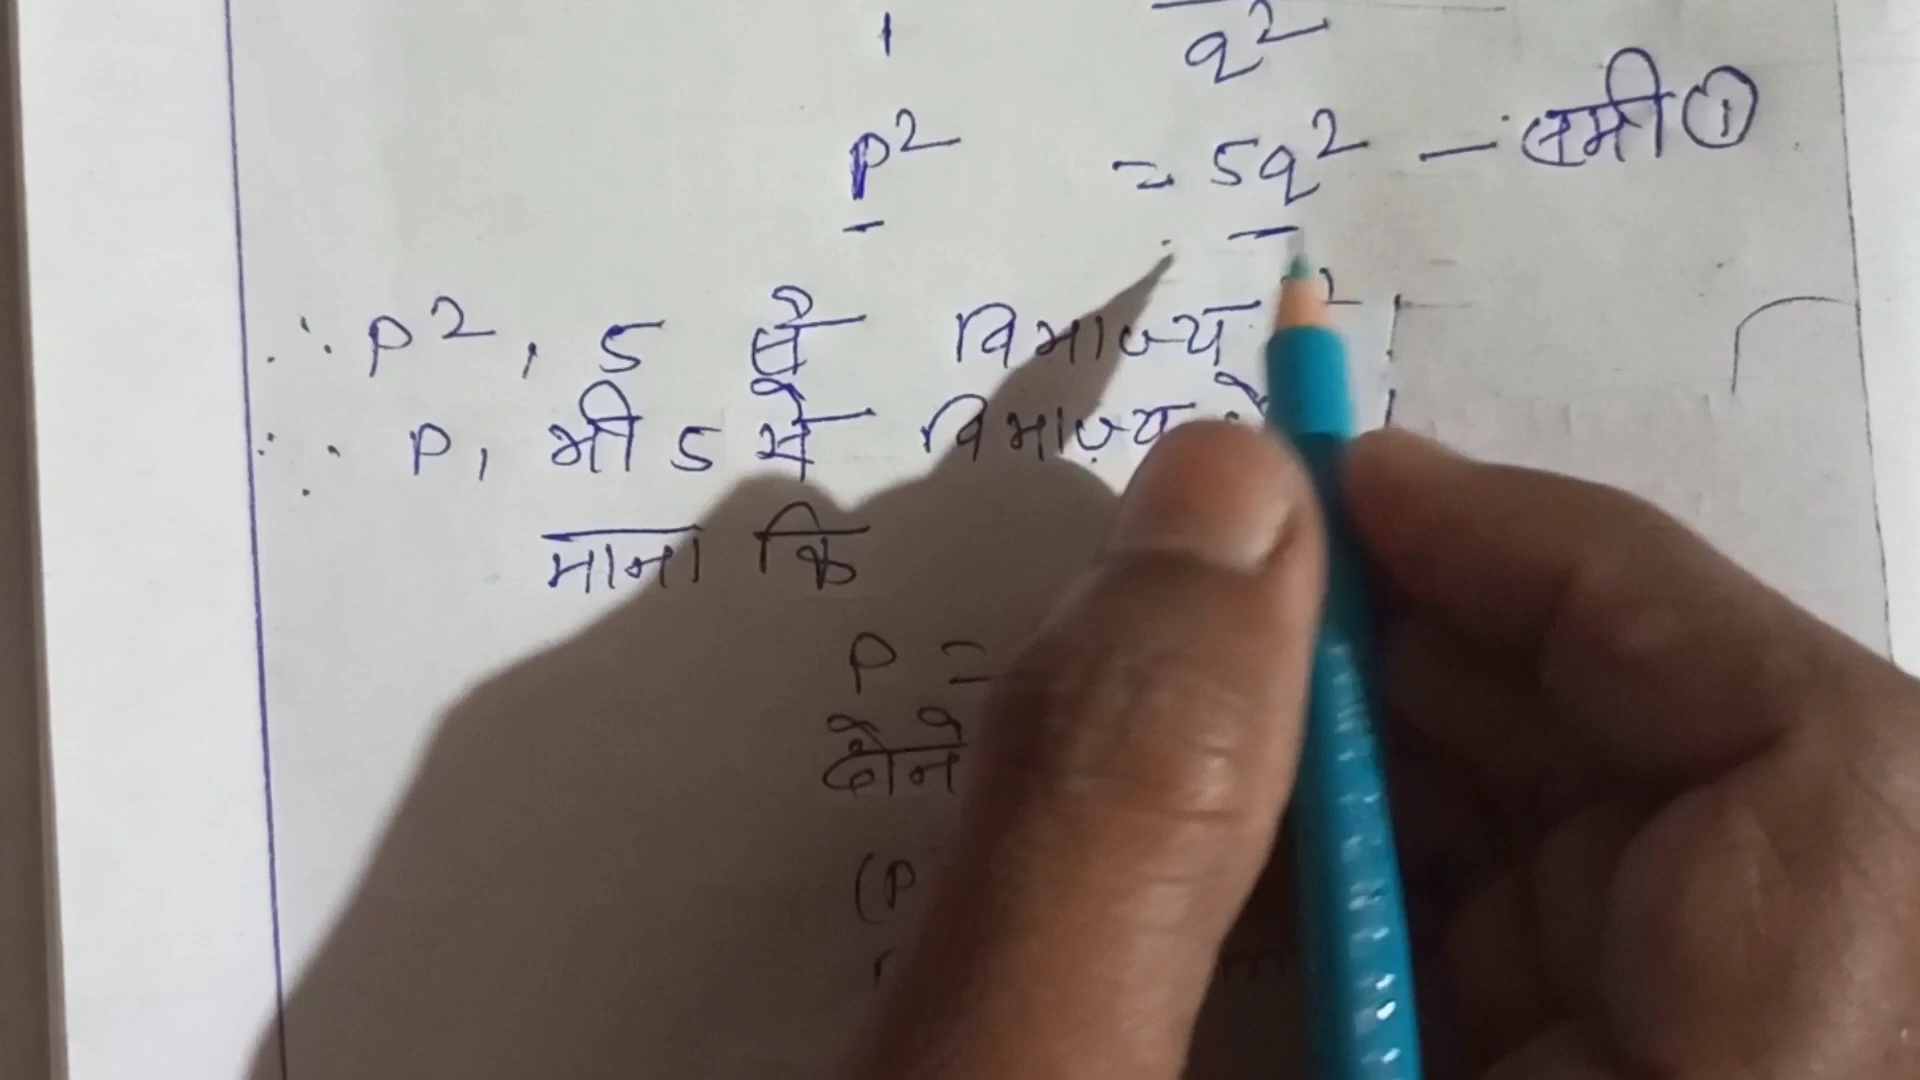 q²
p² = 5q² — समी ①
∴ p², 5 से विभाज्य
∴ p, भी 5 से विभाज्य
माना कि
P =
दोनो
(P